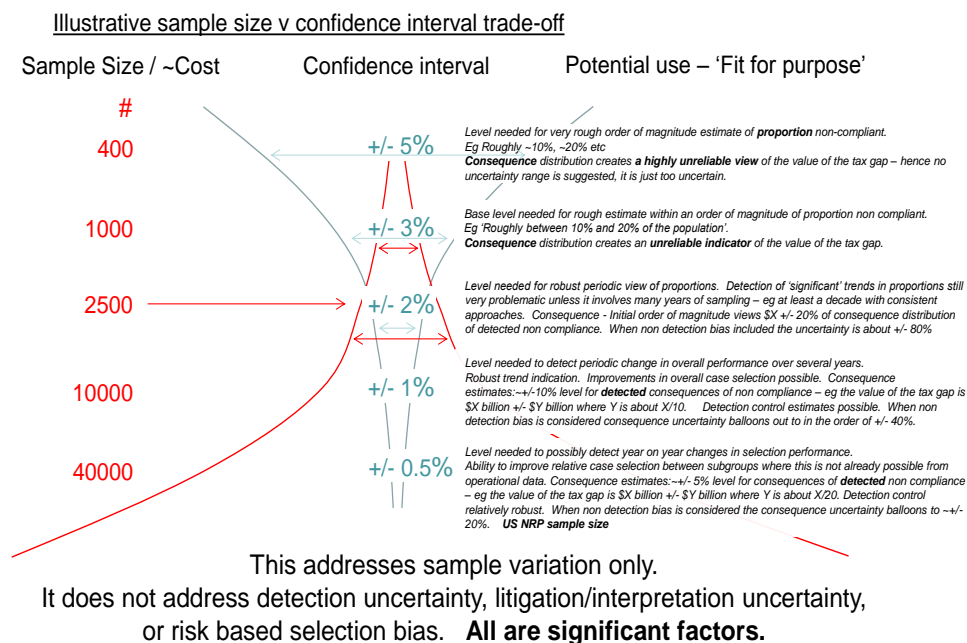 Illustrative sample size v confidence interval trade-off
Sample Size / ~Cost
Confidence interval
Potential use – 'Fit for purpose'
#
400
+/- 5%
Level needed for very rough order of magnitude estimate of proportion non-compliant.
Eg Roughly ~10%, ~20% etc
Consequence distribution creates a highly unreliable view of the value of the tax gap – hence no
uncertainty range is suggested, it is just too uncertain.
1000
+/- 3%
Base level needed for rough estimate within an order of magnitude of proportion non compliant.
Eg 'Roughly between 10% and 20% of the population'.
Consequence distribution creates an unreliable indicator of the value of the tax gap.
2500
+/- 2%
Level needed for robust periodic view of proportions. Detection of 'significant' trends in proportions still
very problematic unless it involves many years of sampling – eg at least a decade with consistent
approaches. Consequence - Initial order of magnitude views $X +/- 20% of consequence distribution
of detected non compliance. When non detection bias included the uncertainty is about +/- 80%
10000
+/- 1%
Level needed to detect periodic change in overall performance over several years.
Robust trend indication. Improvements in overall case selection possible. Consequence
estimates:~+/-10% level for detected consequences of non compliance – eg the value of the tax gap is
$X billion +/- $Y billion where Y is about X/10. Detection control estimates possible. When non
detection bias is considered consequence uncertainty balloons out to in the order of +/- 40%.
40000
+/- 0.5%
Level needed to possibly detect year on year changes in selection performance.
Ability to improve relative case selection between subgroups where this is not already possible from
operational data. Consequence estimates:~+/- 5% level for consequences of detected non compliance
– eg the value of the tax gap is $X billion +/- $Y billion where Y is about X/20. Detection control
relatively robust. When non detection bias is considered the consequence uncertainty balloons to ~+/-
20%. US NRP sample size
This addresses sample variation only.
It does not address detection uncertainty, litigation/interpretation uncertainty,
or risk based selection bias. All are significant factors.